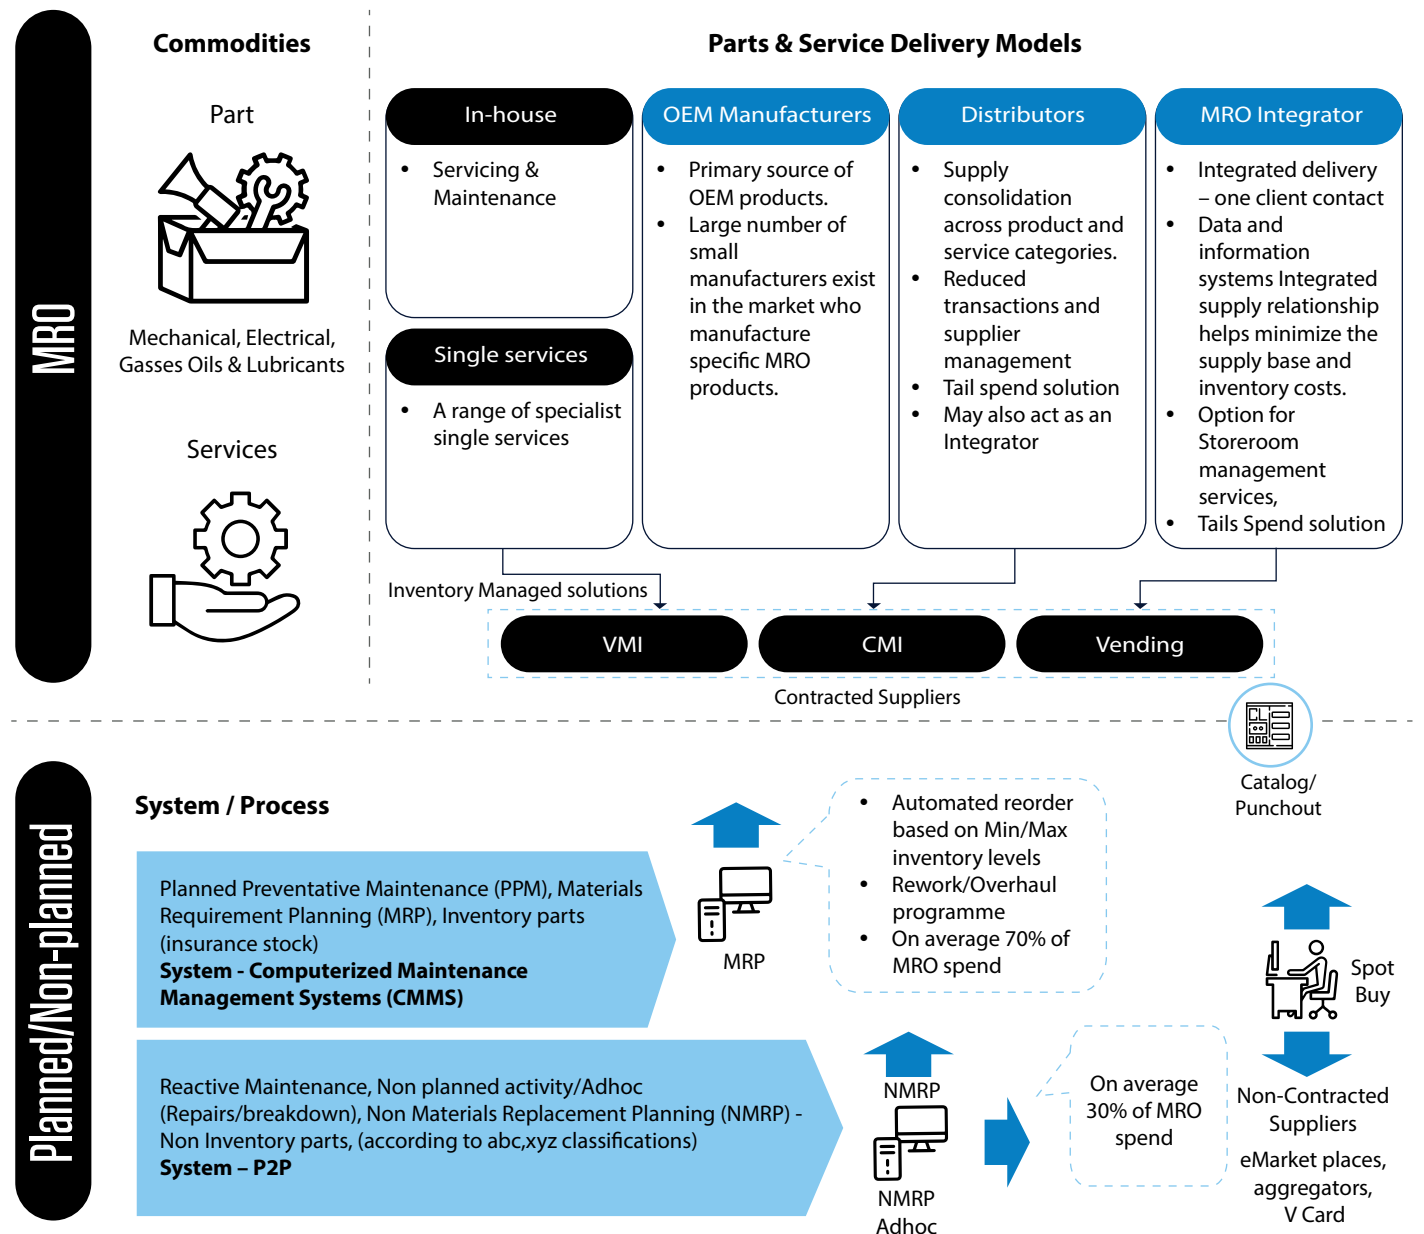 MRO
Commodities
Part
Mechanical, Electrical,
Gasses Oils & Lubricants
Services
Parts & Service Delivery Models
In-house
• Servicing &
Maintenance
Single services
• A range of specialist
single services
OEM Manufacturers
• Primary source of
OEM products.
• Large number of
small
manufacturers exist
in the market who
manufacture
specific MRO
products.
Distributors
• Supply
consolidation
across product and
service categories.
• Reduced
transactions and
supplier
management
• Tail spend solution
• May also act as an
Integrator
MRO Integrator
• Integrated delivery
– one client contact
• Data and
information
systems Integrated
supply relationship
helps minimize the
supply base and
inventory costs.
• Option for
Storeroom
management
services,
• Tails Spend solution
Inventory Managed solutions
VMI
CMI
Vending
Contracted Suppliers
CL
Catalog/
Punchout
Planned/Non-planned
System / Process
Planned Preventative Maintenance (PPM), Materials
Requirement Planning (MRP), Inventory parts
(insurance stock)
System - Computerized Maintenance
Management Systems (CMMS)
MRP
• Automated reorder
based on Min/Max
inventory levels
• Rework/Overhaul
programme
• On average 70% of
MRO spend
Reactive Maintenance, Non planned activity/Adhoc
(Repairs/breakdown), Non Materials Replacement Planning (NMRP) -
Non Inventory parts, (according to abc,xyz classifications)
System – P2P
NMRP
NMRP
Adhoc
On average
30% of MRO
spend
Spot
Buy
Non-Contracted
Suppliers
eMarket places,
aggregators,
V Card